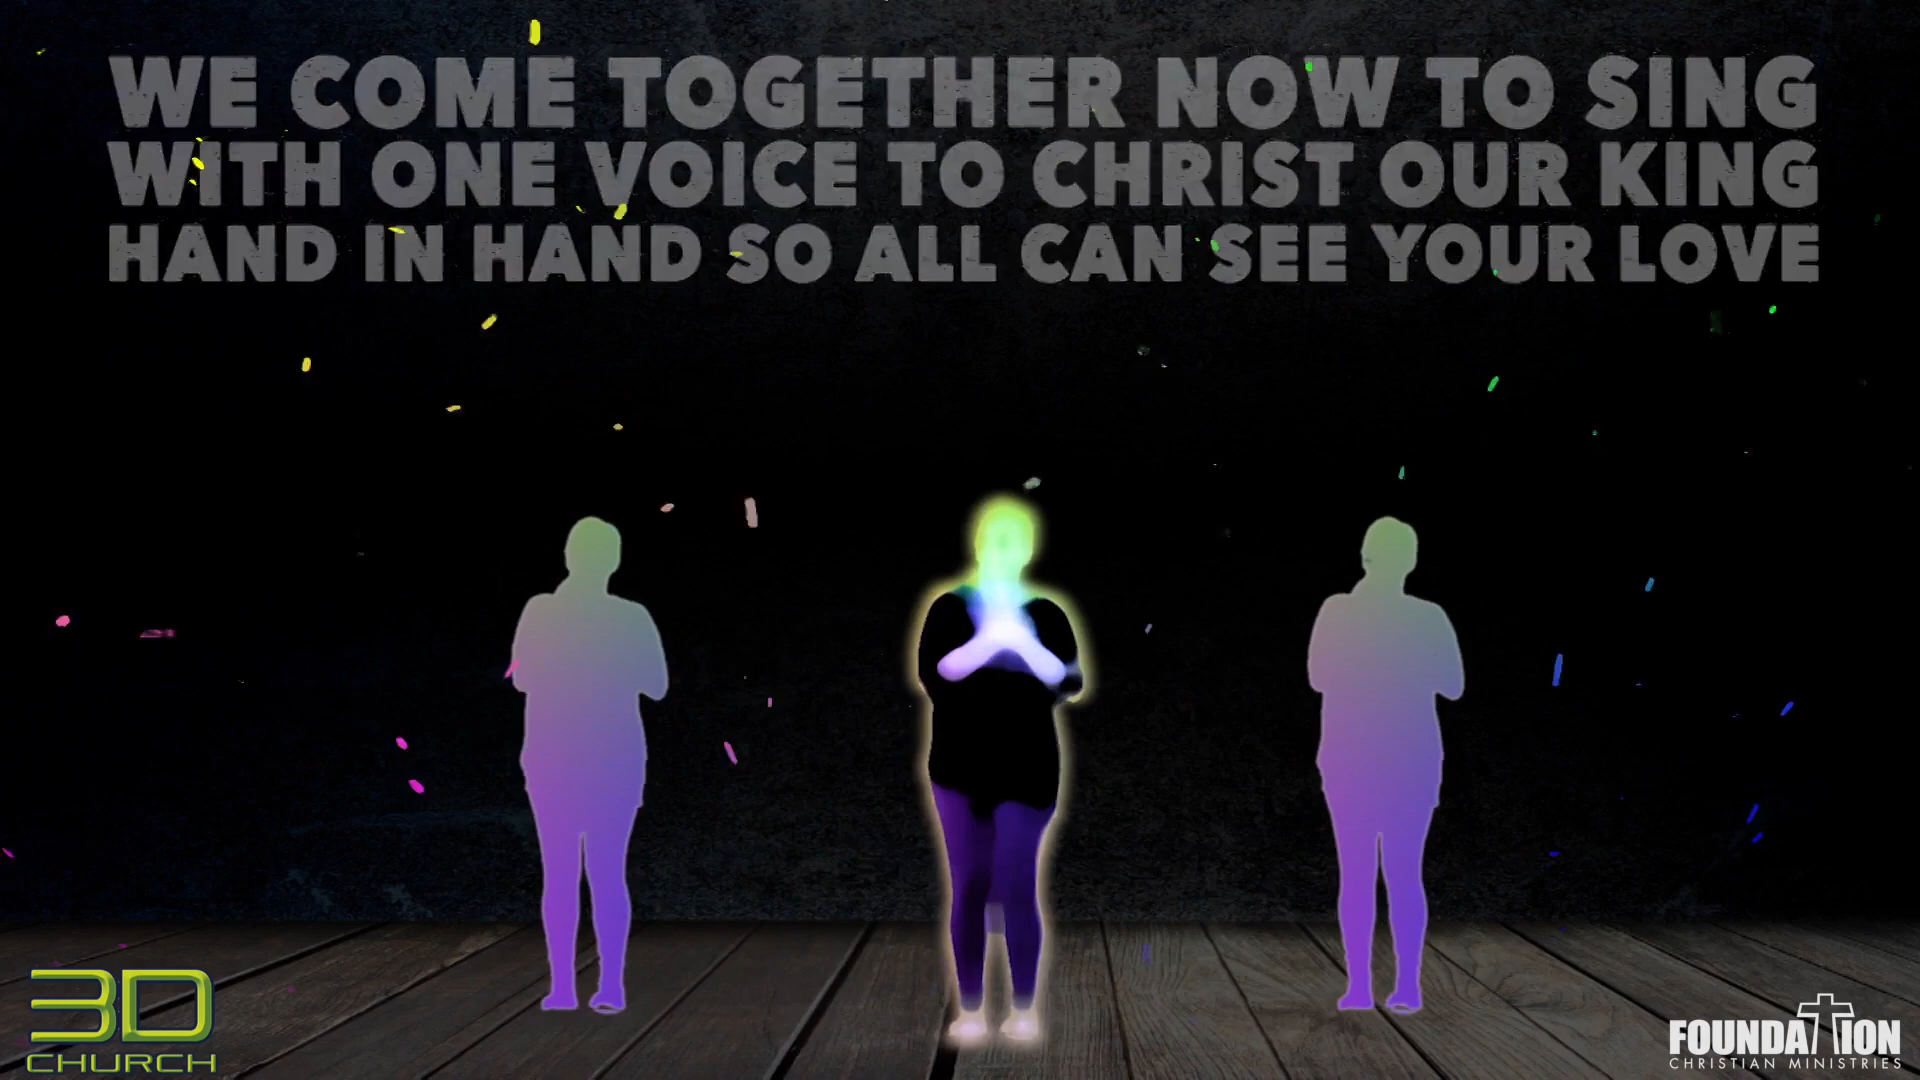 WE COME TOGETHER NOW TO SING
WITH ONE VOICE TO CHRIST OUR KING
HAND IN HAND SO ALL CAN SEE YOUR LOVE
3D
CHURCH
FOUNDATION
CHRISTIAN MINISTRIES